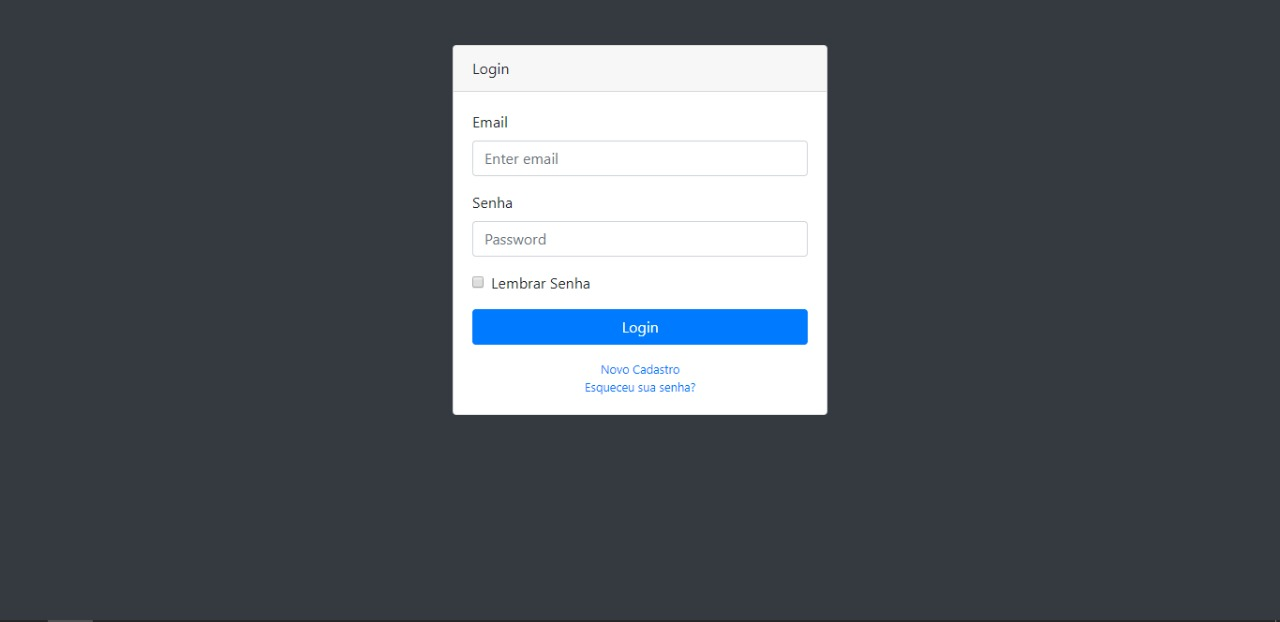 Login
Email
Enter email
Senha
Password
Lembrar Senha
Login
Novo Cadastro
Esqueceu sua senha?